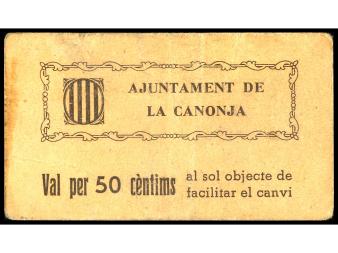 AJUNTAMENT DE
LA CANONJA
Val per 50 cèntims
al sol objecte de
facilitar el canvi